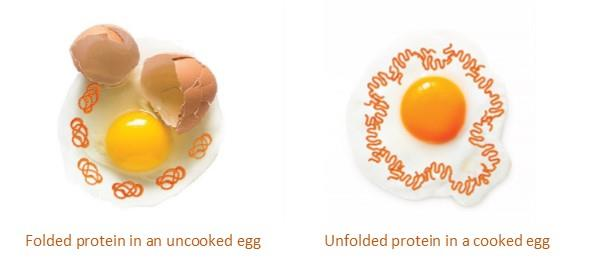 Folded protein in an uncooked egg
Unfolded protein in a cooked egg